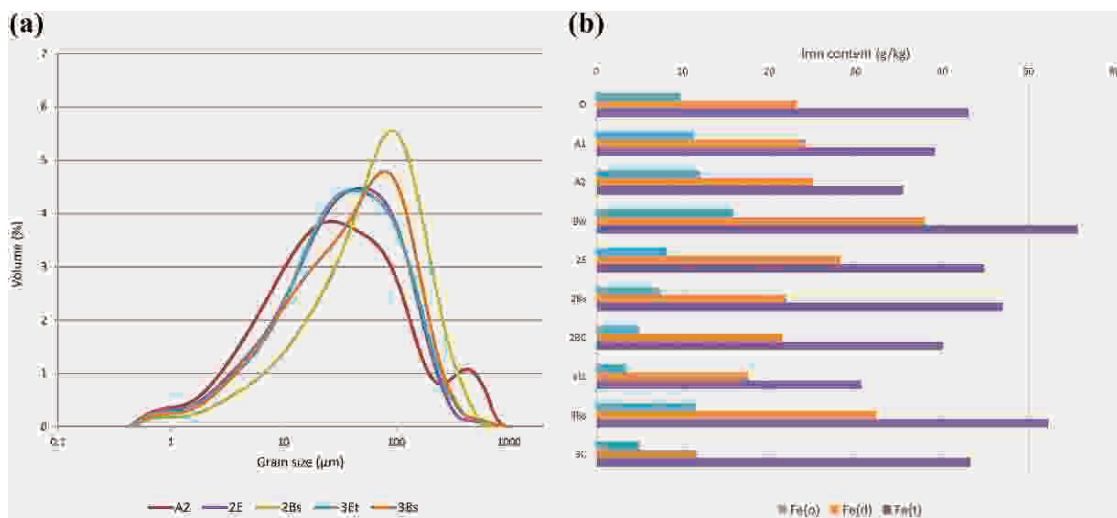 (a)
7
6
5
4
3
2
1
0
Volume (%)
0.1 1 10 100 1000
Grain size (µm)
A2 2E 2Bs 3Et 3Bs
(b)
Iron content (g/kg)
0 10 20 30 40 50
O
A1
A2
Bw
2E
2Bs
2BC
3Bs
3C
Fe(o) Fe(d) Fe(t)